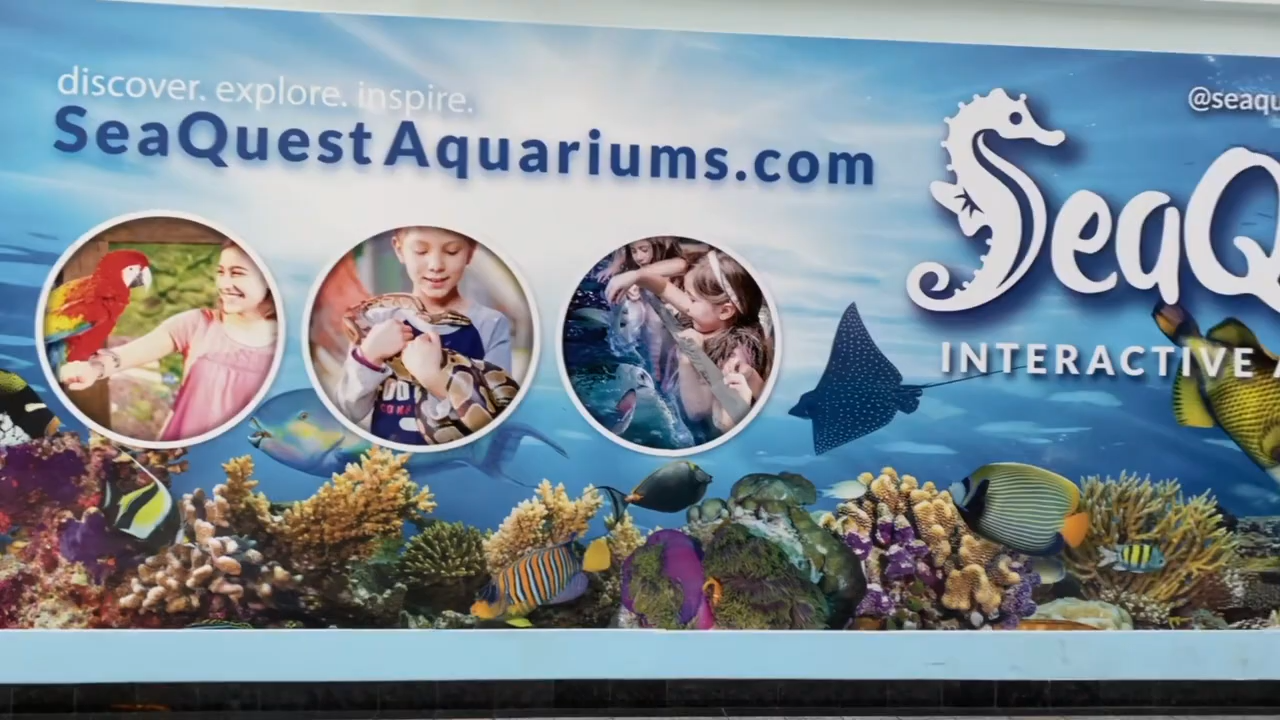 discover. explore. inspire.
SeaQuestAquariums.com
@seaqu
SeaQ
INTERACTIVE A